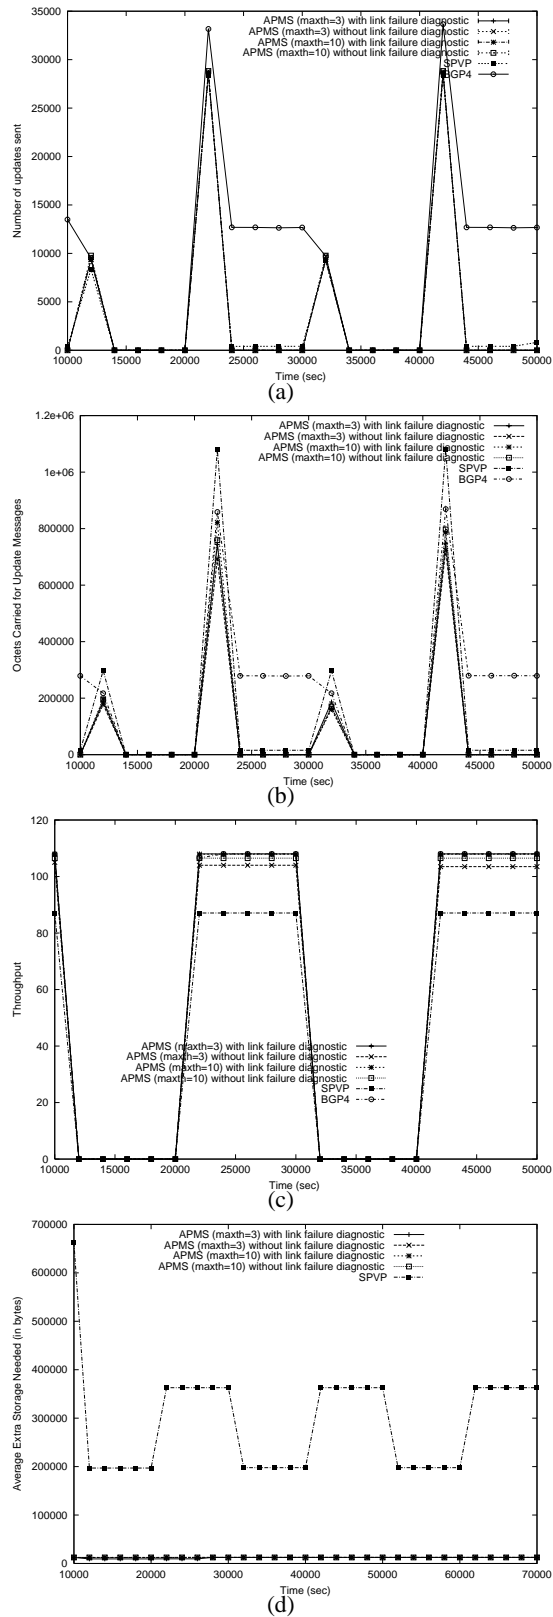 35000
30000
25000
20000
15000
10000
5000
0
Number of updates sent
APMS (maxth=3) with link failure diagnostic
APMS (maxth=3) without link failure diagnostic
APMS (maxth=10) with link failure diagnostic
APMS (maxth=10) without link failure diagnostic
SPVP
BGP4
10000 15000 20000 25000 30000 35000 40000 45000 50000
Time (sec)
(a)
1.2e+06
1e+06
800000
600000
400000
200000
0
Octets Carried for Update Messages
APMS (maxth=3) with link failure diagnostic
APMS (maxth=3) without link failure diagnostic
APMS (maxth=10) with link failure diagnostic
APMS (maxth=10) without link failure diagnostic
SPVP
BGP4
10000 15000 20000 25000 30000 35000 40000 45000 50000
Time (sec)
(b)
120
100
80
60
40
20
0
Throughput
APMS (maxth=3) with link failure diagnostic
APMS (maxth=3) without link failure diagnostic
APMS (maxth=10) with link failure diagnostic
APMS (maxth=10) without link failure diagnostic
SPVP
BGP4
10000 15000 20000 25000 30000 35000 40000 45000 50000
Time (sec)
(c)
700000
600000
500000
400000
300000
200000
100000
0
Average Extra Storage Needed (in bytes)
APMS (maxth=3) with link failure diagnostic
APMS (maxth=3) without link failure diagnostic
APMS (maxth=10) with link failure diagnostic
APMS (maxth=10) without link failure diagnostic
SPVP
10000 20000 30000 40000 50000 60000 70000
Time (sec)
(d)